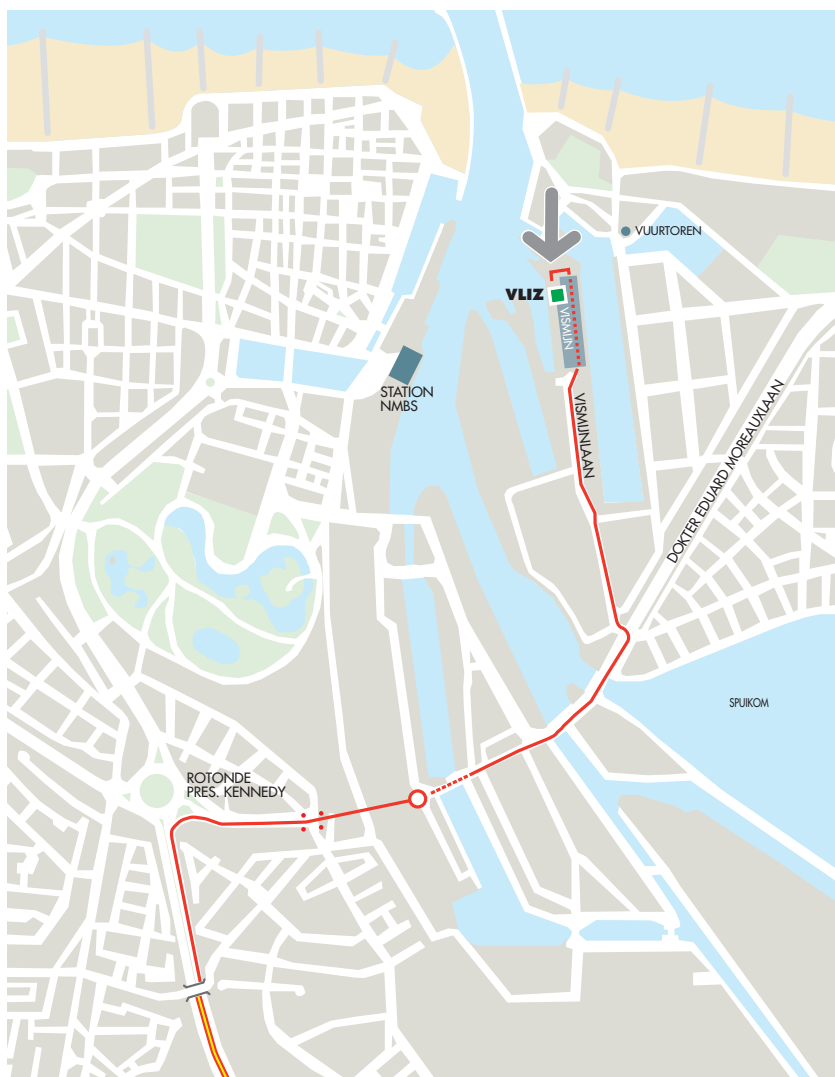 VUURTOREN
VLIZ
VISMIJN
STATION
NMBS
VISMIJNLAAN
DOKTER EDUARD MOREAUXLAAN
SPUIKOM
ROTONDE
PRES. KENNEDY